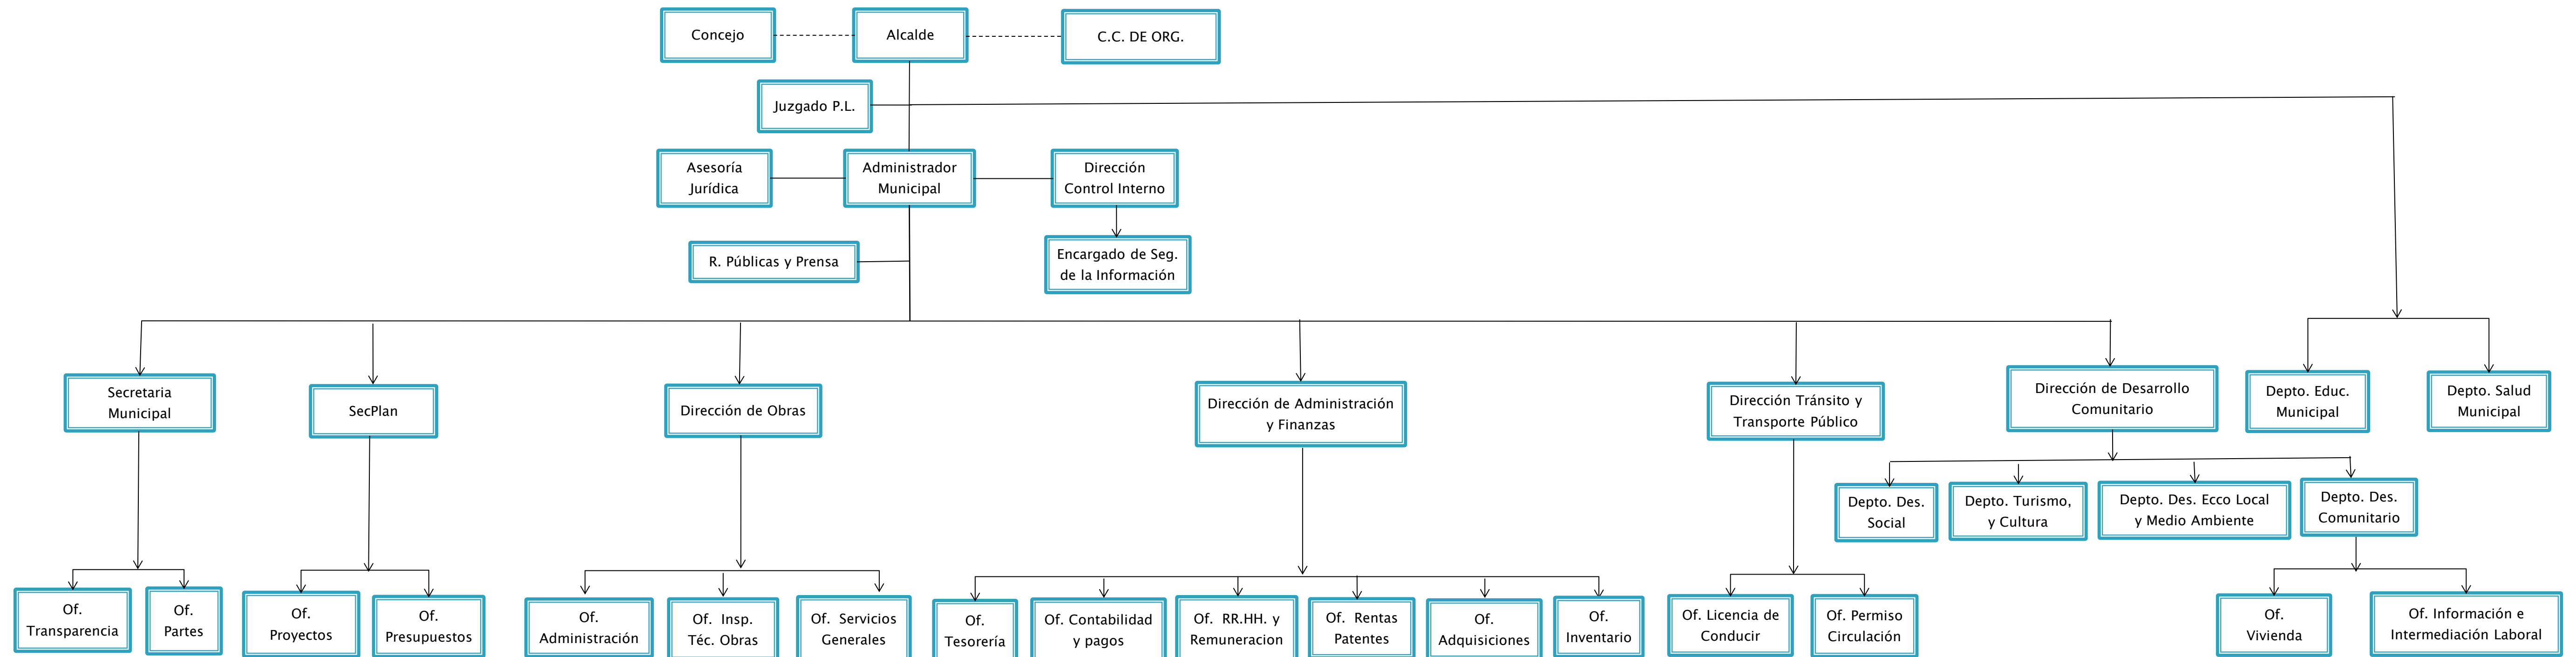 Concejo
Alcalde
C.C. DE ORG.
Juzgado P.L.
Asesoría
Jurídica
Administrador
Municipal
Dirección
Control Interno
R. Públicas y Prensa
Encargado de Seg.
de la Información
Secretaria
Municipal
SecPlan
Dirección de Obras
Dirección de Administración
y Finanzas
Dirección Tránsito y
Transporte Público
Dirección de Desarrollo
Comunitario
Depto. Educ.
Municipal
Depto. Salud
Municipal
Depto. Des.
Social
Depto. Turismo,
y Cultura
Depto. Des. Ecco Local
y Medio Ambiente
Depto. Des.
Comunitario
Of.
Transparencia
Of.
Partes
Of.
Proyectos
Of.
Presupuestos
Of.
Administración
Of. Insp.
Téc. Obras
Of. Servicios
Generales
Of.
Tesorería
Of. Contabilidad
y pagos
Of. RR.HH. y
Remuneracion
Of. Rentas
Patentes
Of.
Adquisiciones
Of.
Inventario
Of. Licencia de
Conducir
Of. Permiso
Circulación
Of.
Vivienda
Of. Información e
Intermediación Laboral